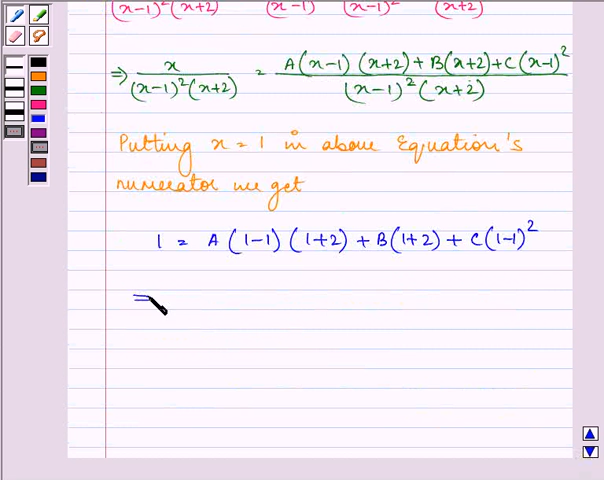 (x-1)²(x+2) (x-1) (x-1)² (x+2)
⇒ x/((x-1)²(x+2)) = (A(x-1)(x+2)+B(x+2)+C(x-1)²)/((x-1)²(x+2))
Putting x = 1 in above Equation's
numerator we get
1 = A(1-1)(1+2)+B(1+2)+C(1-1)²
=